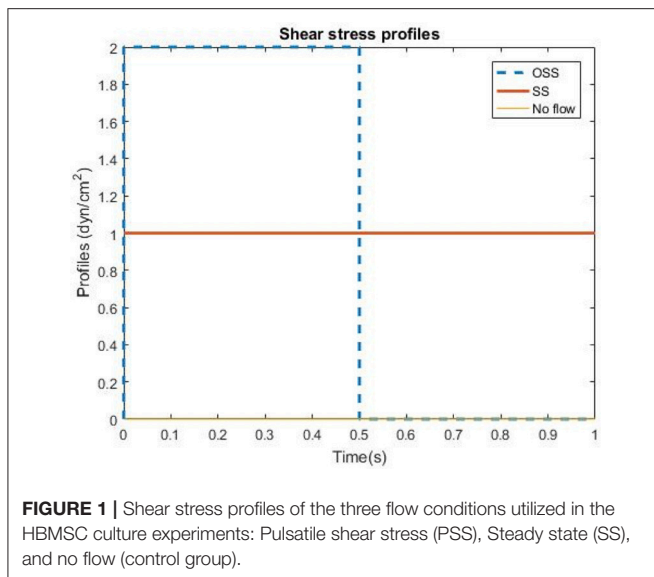 Shear stress profiles
2
1.8
1.6
1.4
1.2
1
0.8
0.6
0.4
0.2
0
Profiles (dyn/cm²)
OSS
SS
No flow
0 0.1 0.2 0.3 0.4 0.5 0.6 0.7 0.8 0.9 1
Time(s)
FIGURE 1 | Shear stress profiles of the three flow conditions utilized in the
HBMSC culture experiments: Pulsatile shear stress (PSS), Steady state (SS),
and no flow (control group).